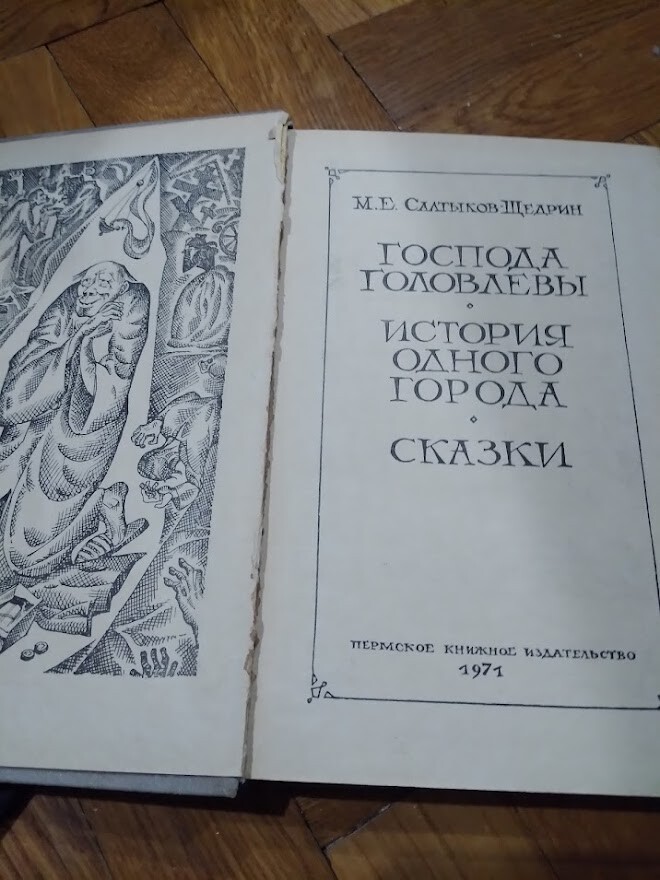 М.Е. Салтыков-Щедрин
ГОСПОДА
ГОЛОВЛЕВЫ
ИСТОРИЯ
ОДНОГО
ГОРОДА
СКАЗКИ
ПЕРМСКОЕ КНИЖНОЕ ИЗДАТЕЛЬСТВО
1971